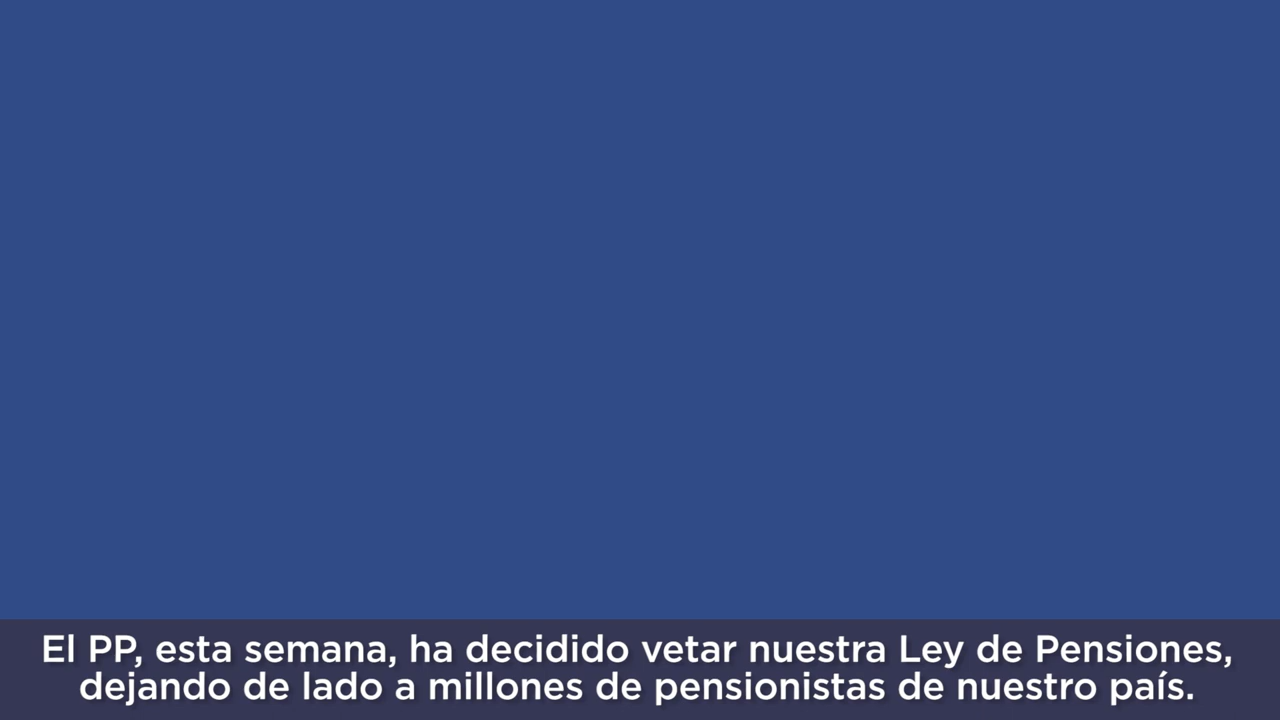 El PP, esta semana, ha decidido vetar nuestra Ley de Pensiones,
dejando de lado a millones de pensionistas de nuestro país.